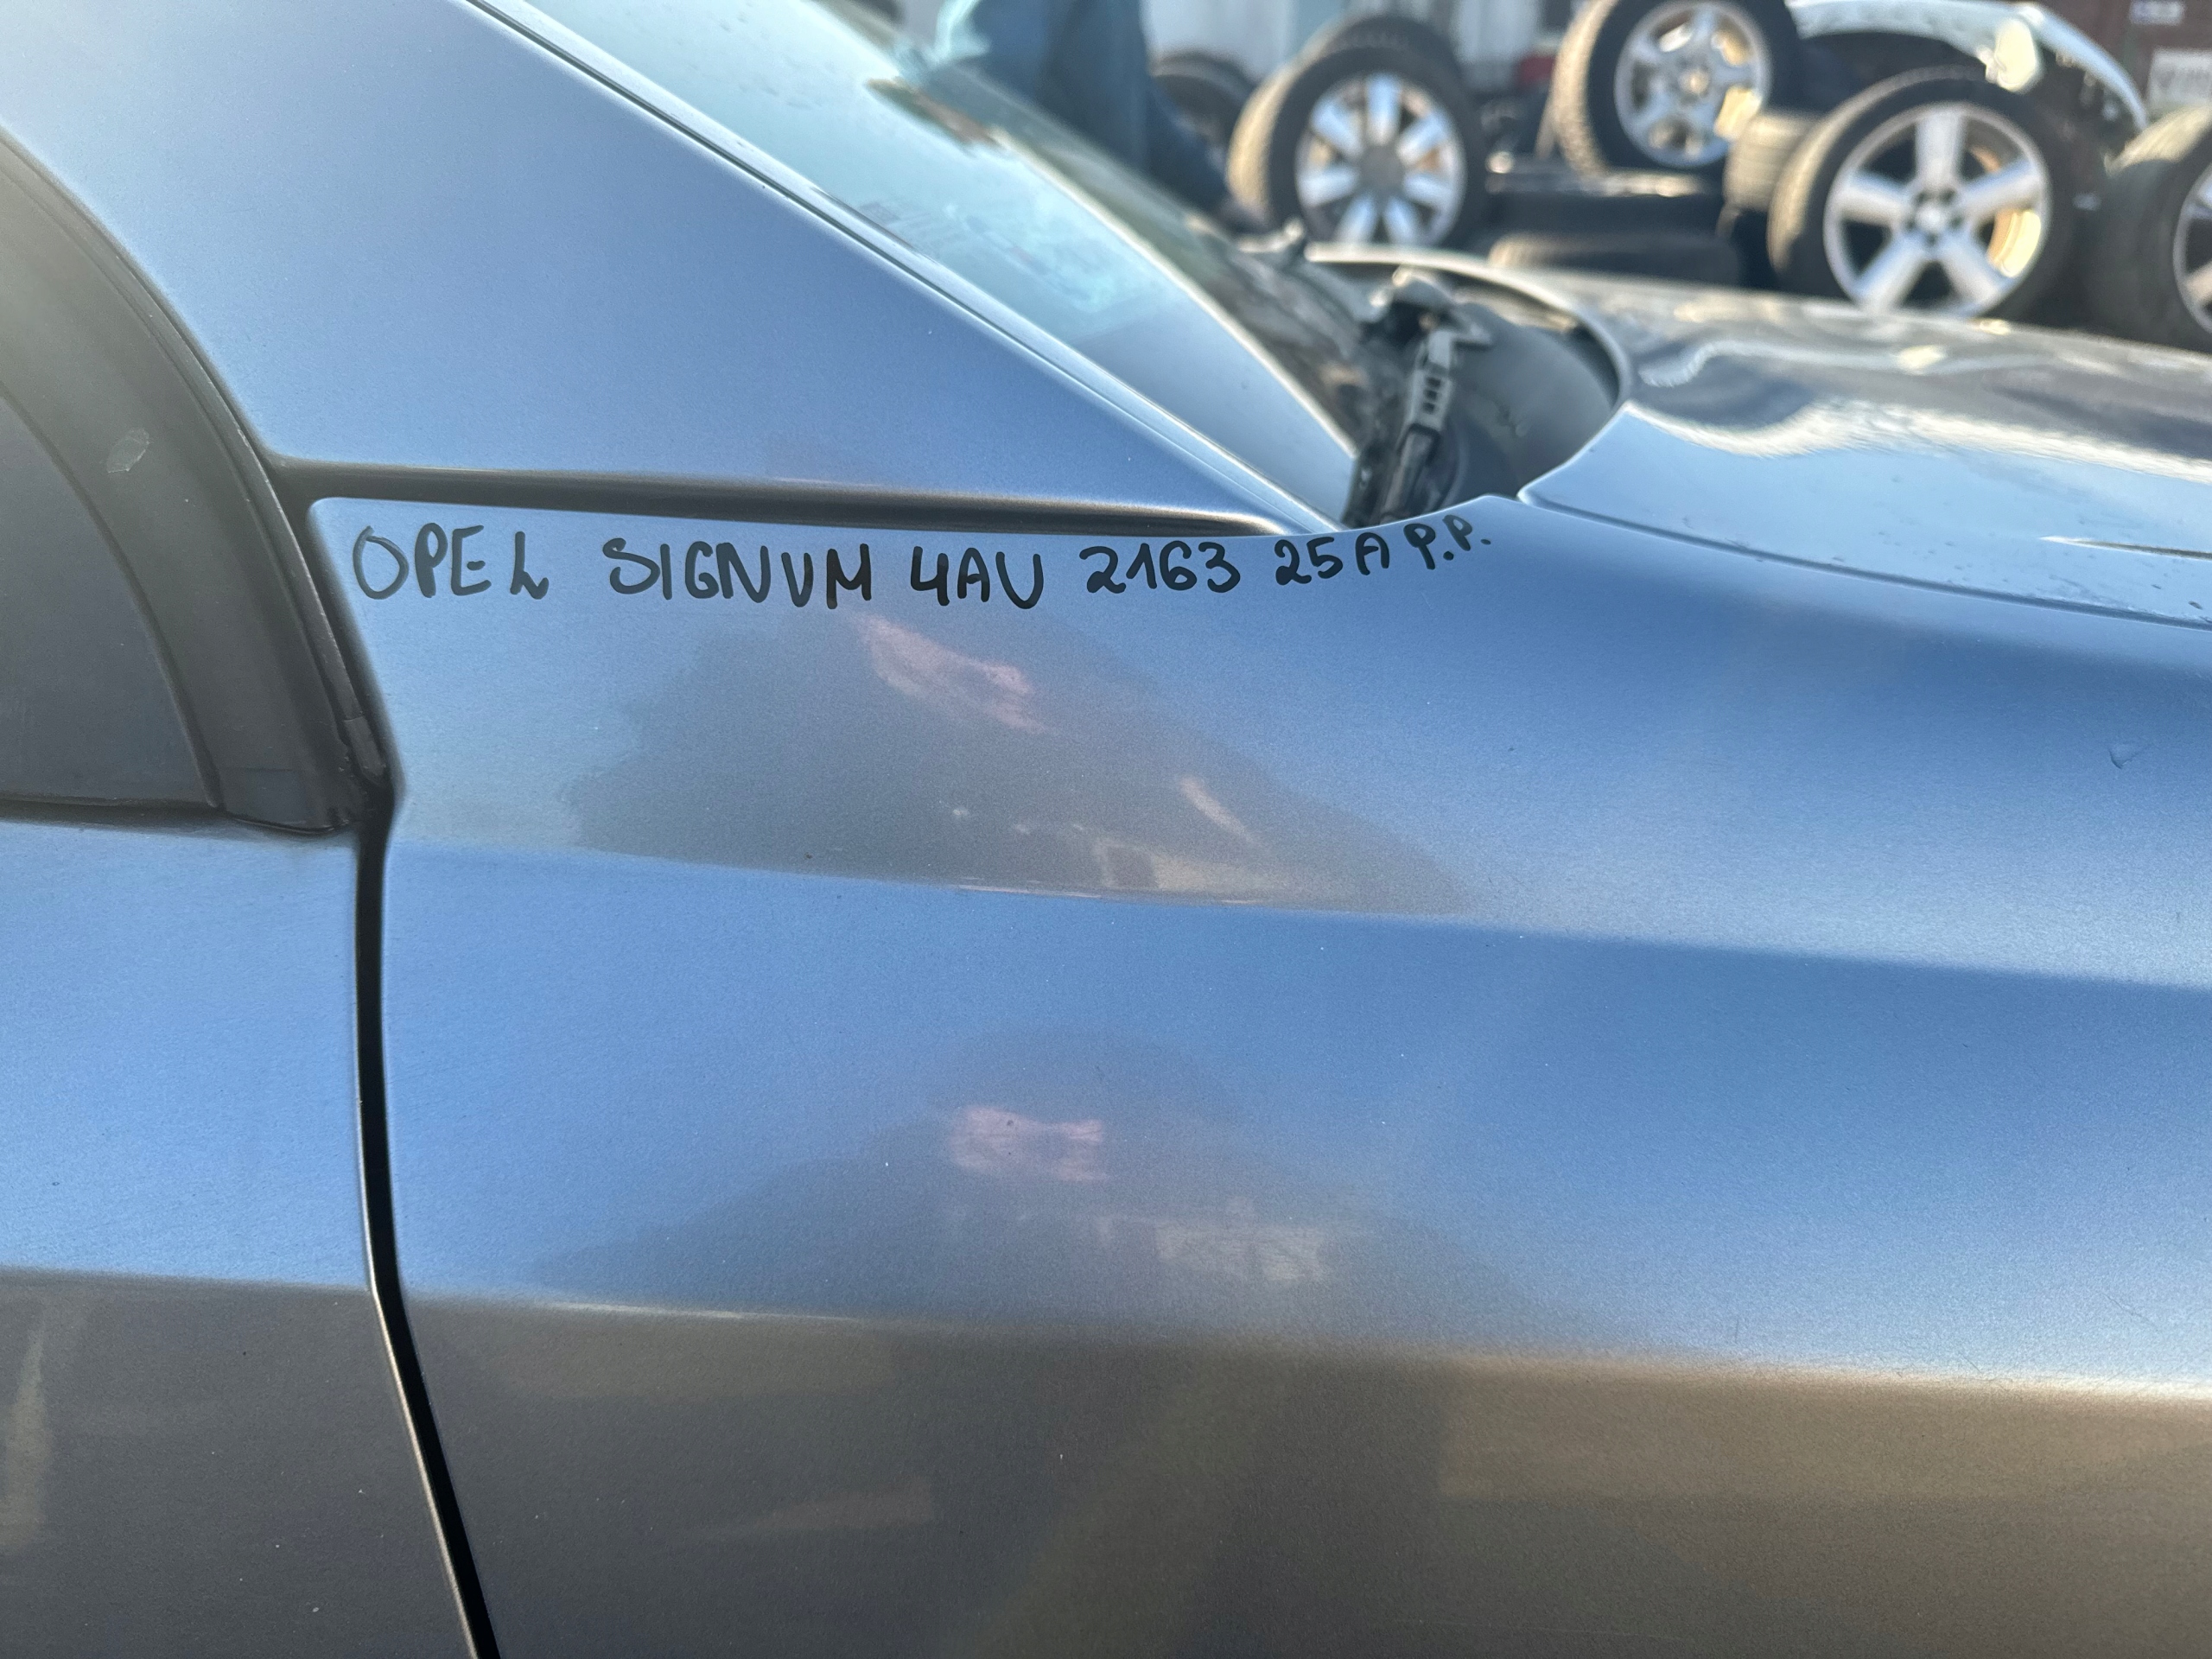 OPEL SIGNUM 4AU 2163 25A P.P.